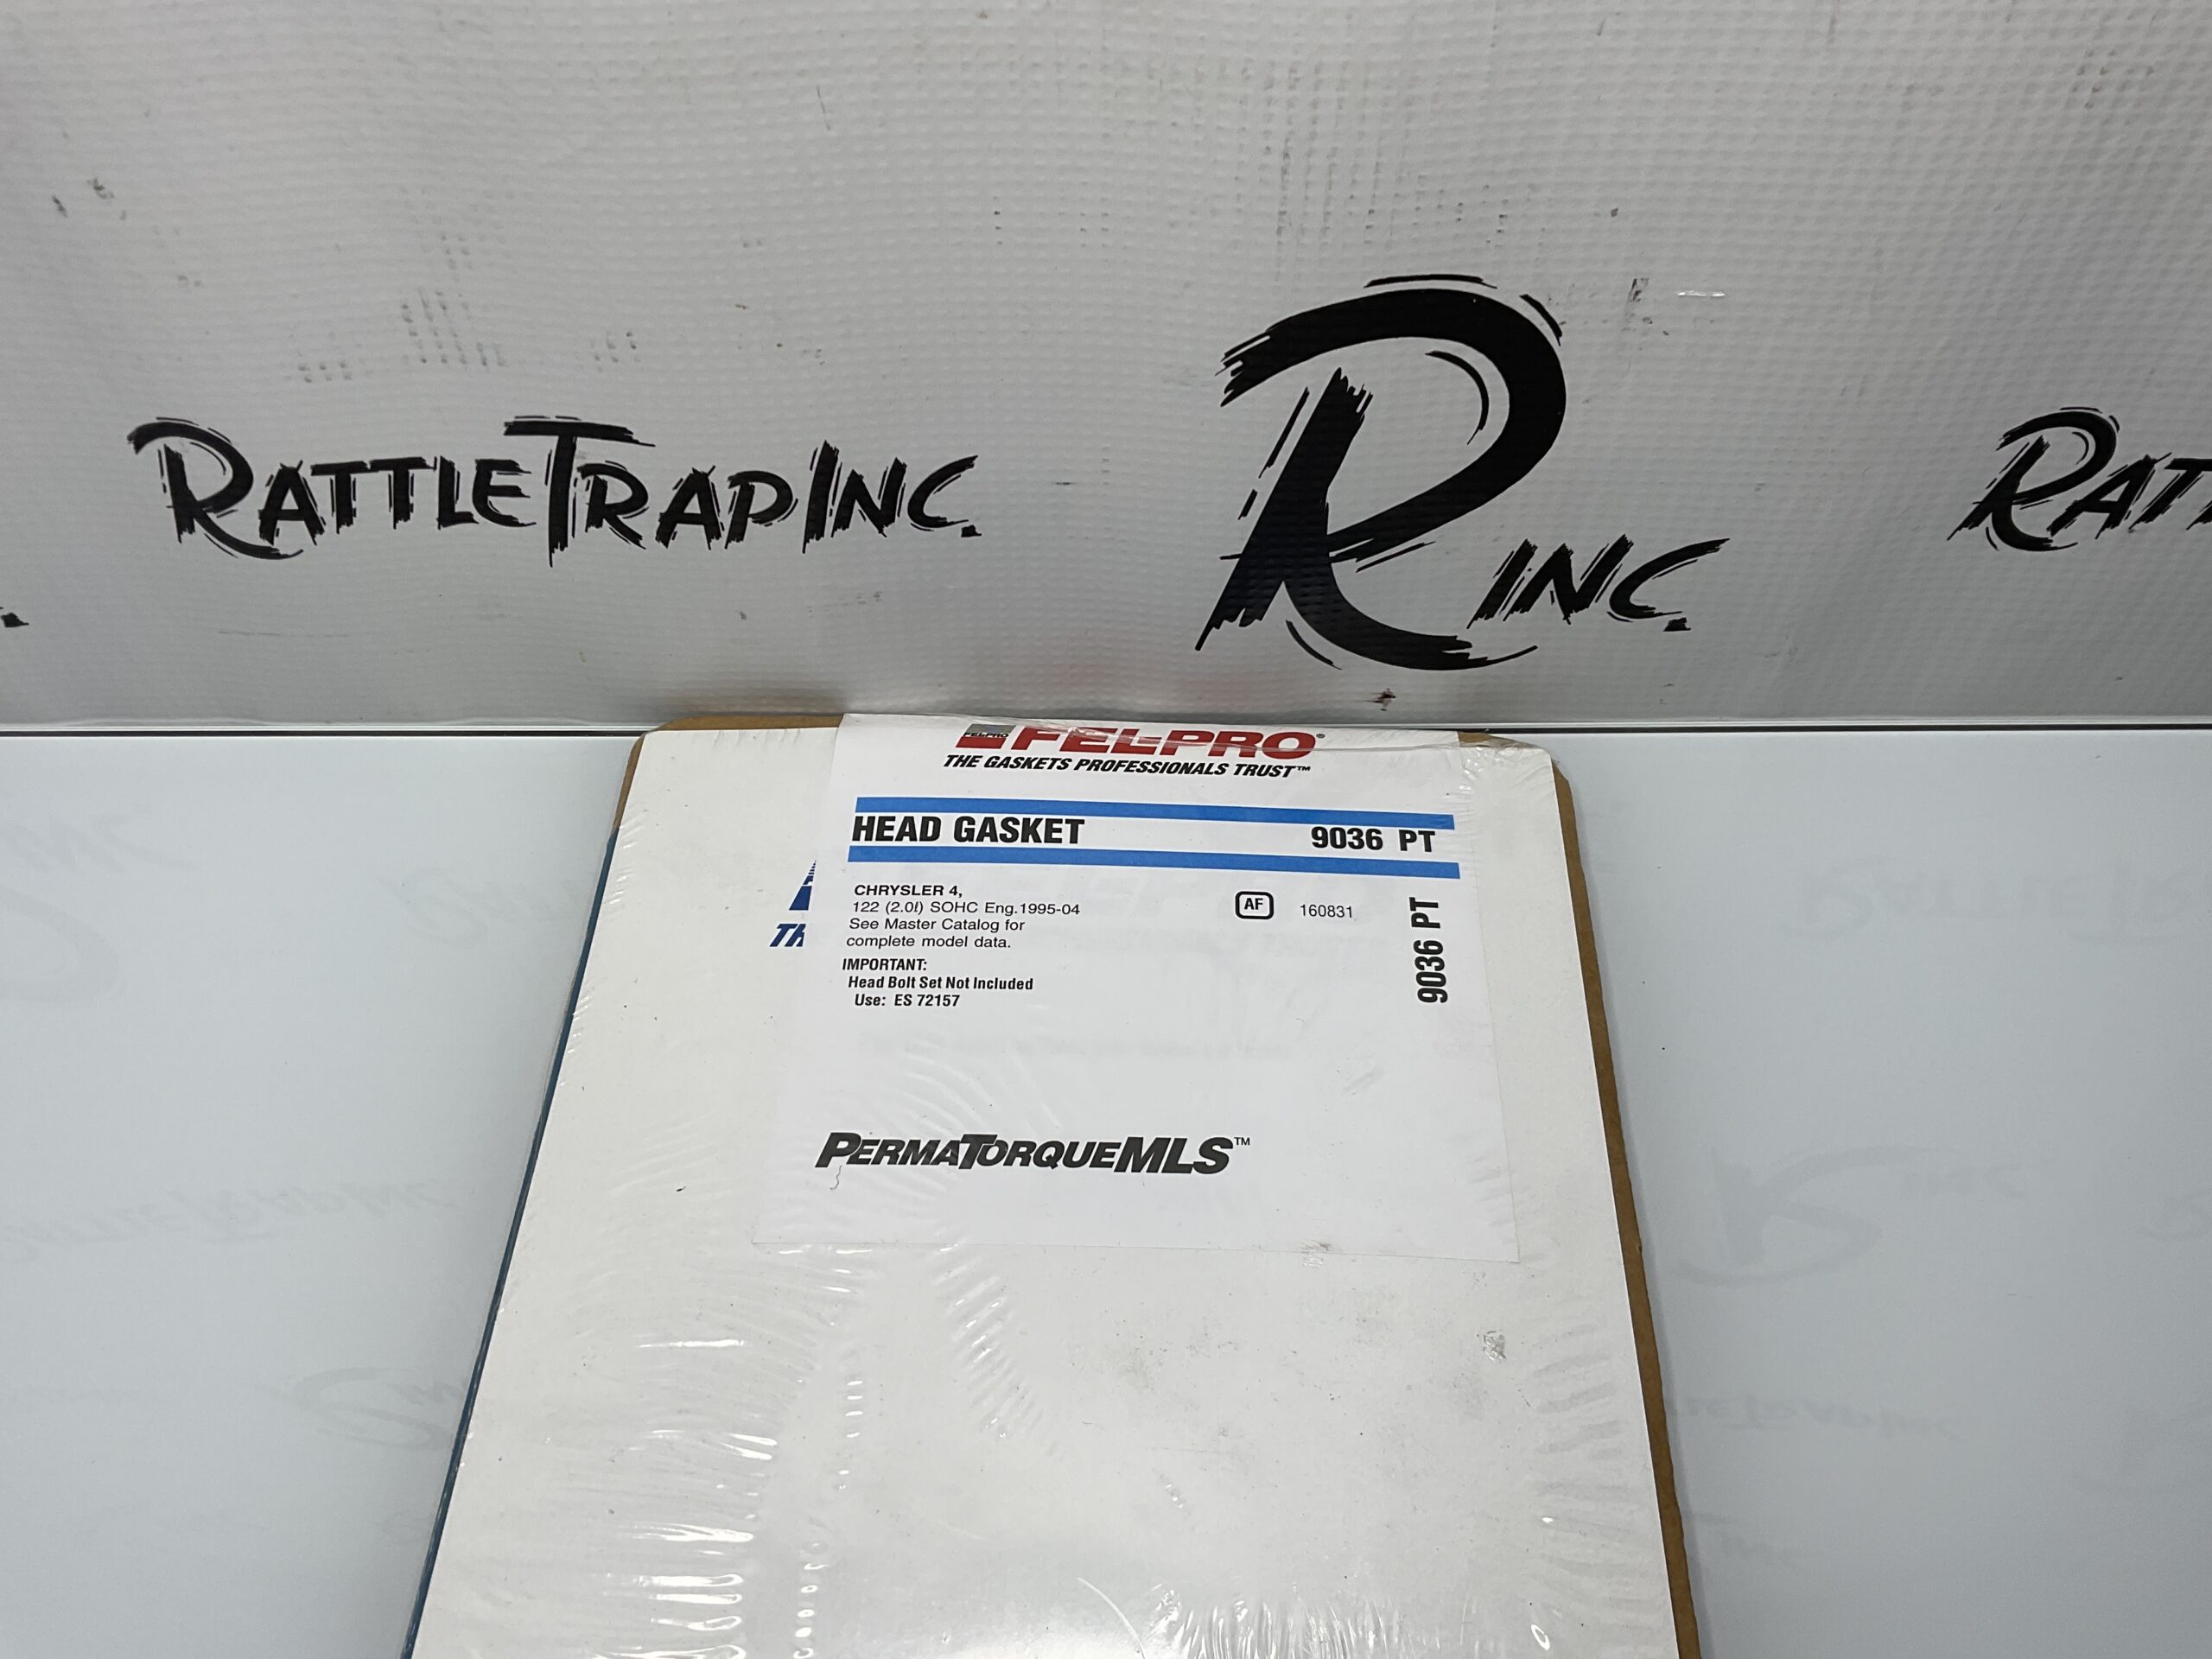 RATTLETRAPINC.
R INC.
RAT
FEL-PRO
FEL-PRO®
THE GASKETS PROFESSIONALS TRUST™
HEAD GASKET 9036 PT
CHRYSLER 4,
122 (2.0ℓ) SOHC Eng.1995-04
See Master Catalog for
complete model data.
AF 160831
9036 PT
IMPORTANT:
Head Bolt Set Not Included
Use: ES 72157
TH
PERMATORQUEMLS™